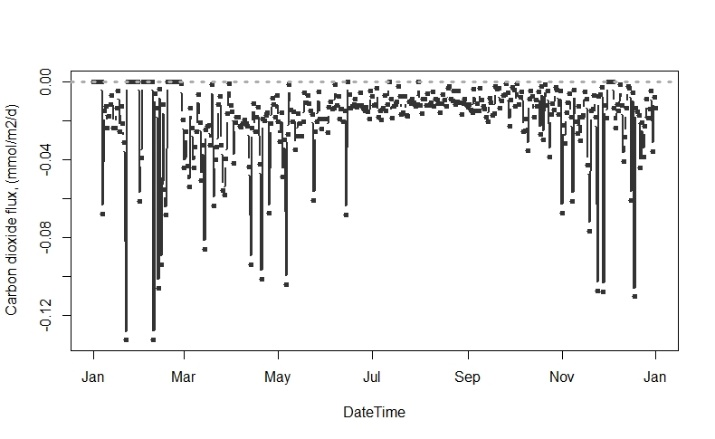 Carbon dioxide flux, (mmol/m2/d)
0.00
-0.04
-0.08
-0.12
Jan Mar May Jul Sep Nov Jan
DateTime